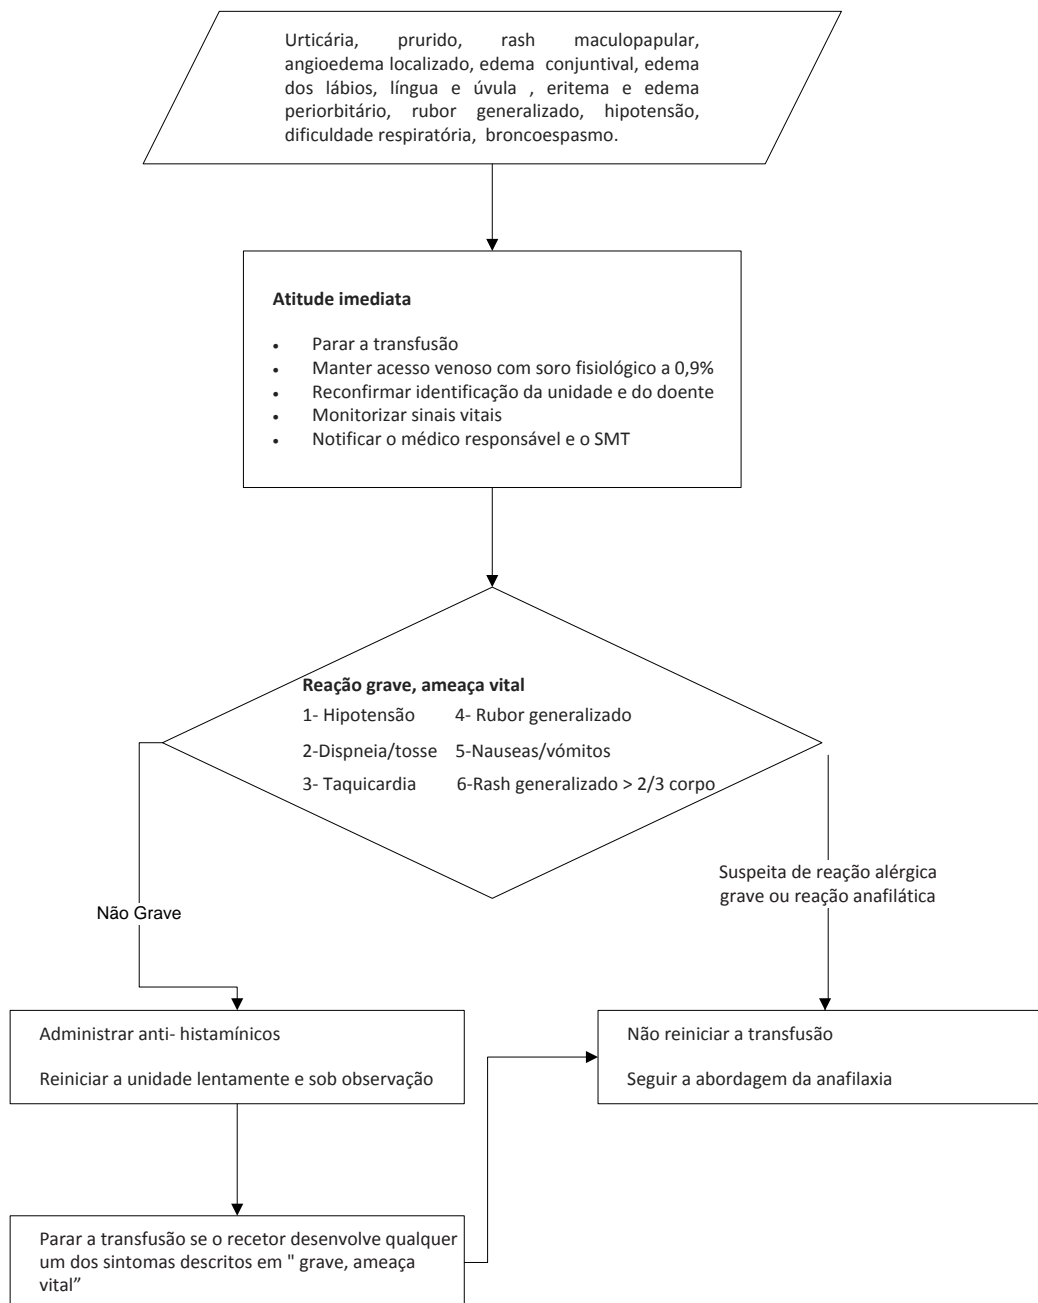 Urticária, prurido, rash maculopapular,
angioedema localizado, edema conjuntival, edema
dos lábios, língua e úvula , eritema e edema
periorbitário, rubor generalizado, hipotensão,
dificuldade respiratória, broncoespasmo.
Atitude imediata
• Parar a transfusão
• Manter acesso venoso com soro fisiológico a 0,9%
• Reconfirmar identificação da unidade e do doente
• Monitorizar sinais vitais
• Notificar o médico responsável e o SMT
Reação grave, ameaça vital
1- Hipotensão 4- Rubor generalizado
2-Dispneia/tosse 5-Nauseas/vómitos
3- Taquicardia 6-Rash generalizado > 2/3 corpo
Não Grave
Suspeita de reação alérgica
grave ou reação anafilática
Administrar anti- histamínicos
Reiniciar a unidade lentamente e sob observação
Não reiniciar a transfusão
Seguir a abordagem da anafilaxia
Parar a transfusão se o recetor desenvolve qualquer
um dos sintomas descritos em " grave, ameaça
vital”